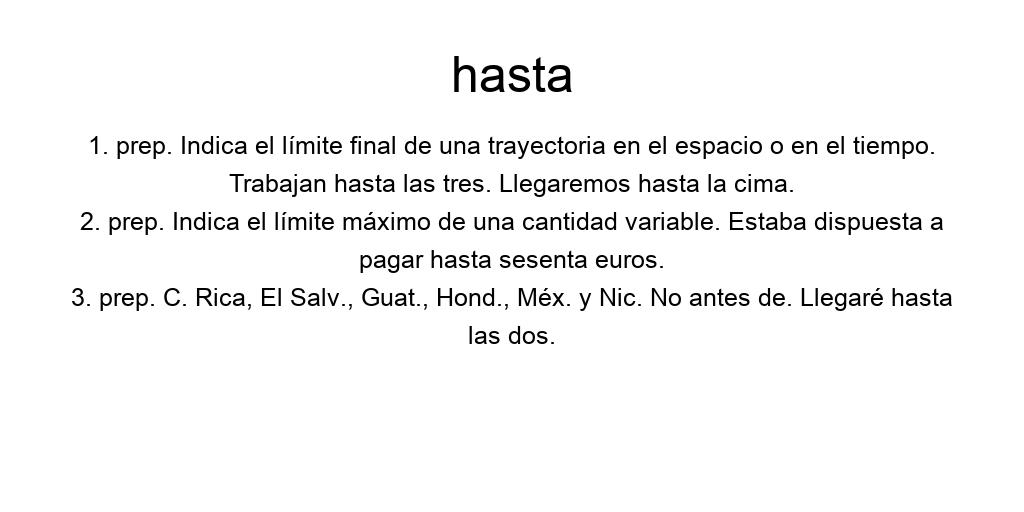 hasta
1. prep. Indica el límite final de una trayectoria en el espacio o en el tiempo.
Trabajan hasta las tres. Llegaremos hasta la cima.
2. prep. Indica el límite máximo de una cantidad variable. Estaba dispuesta a
pagar hasta sesenta euros.
3. prep. C. Rica, El Salv., Guat., Hond., Méx. y Nic. No antes de. Llegaré hasta
las dos.